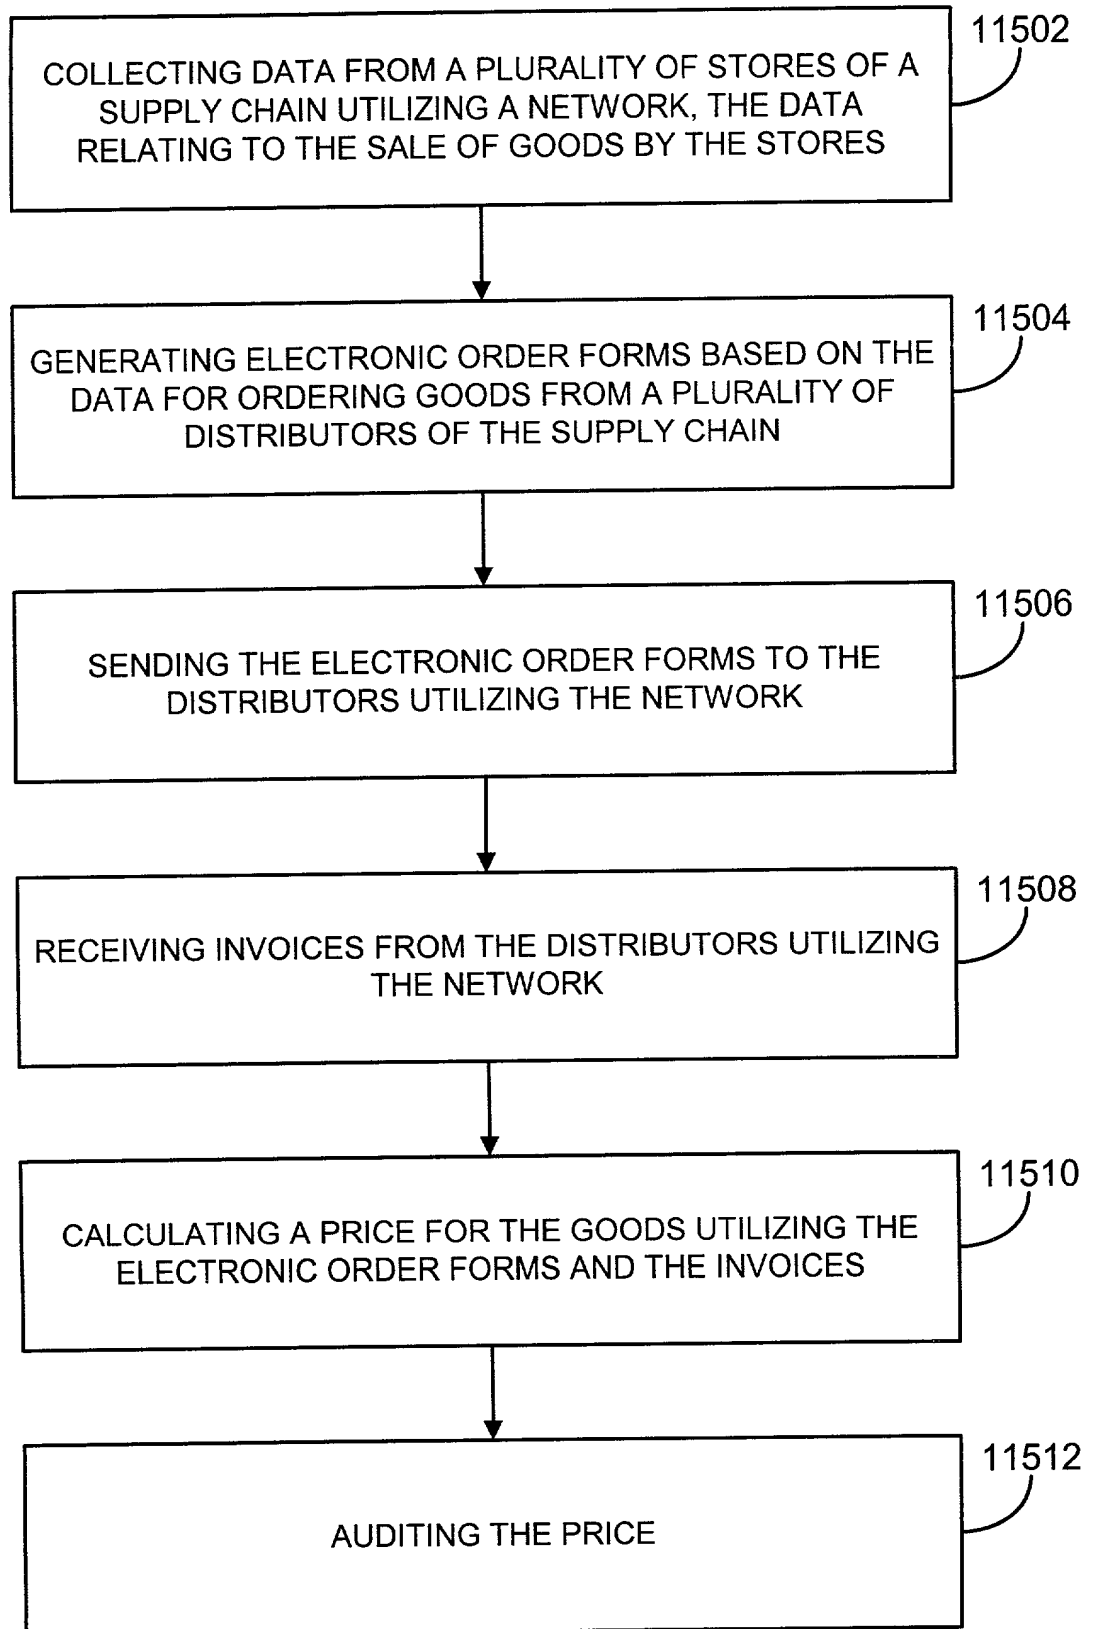 11502
COLLECTING DATA FROM A PLURALITY OF STORES OF A
SUPPLY CHAIN UTILIZING A NETWORK, THE DATA
RELATING TO THE SALE OF GOODS BY THE STORES
11504
GENERATING ELECTRONIC ORDER FORMS BASED ON THE
DATA FOR ORDERING GOODS FROM A PLURALITY OF
DISTRIBUTORS OF THE SUPPLY CHAIN
11506
SENDING THE ELECTRONIC ORDER FORMS TO THE
DISTRIBUTORS UTILIZING THE NETWORK
11508
RECEIVING INVOICES FROM THE DISTRIBUTORS UTILIZING
THE NETWORK
11510
CALCULATING A PRICE FOR THE GOODS UTILIZING THE
ELECTRONIC ORDER FORMS AND THE INVOICES
11512
AUDITING THE PRICE